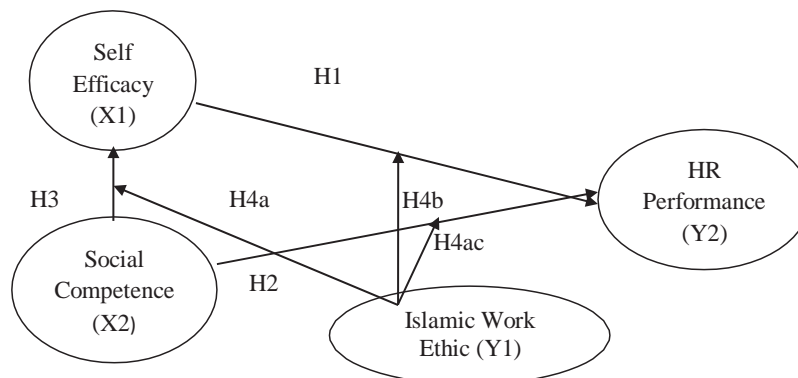 Self
Efficacy
(X1)
H1
HR
Performance
(Y2)
H3
H4a
H4b
H4ac
Social
Competence
(X2)
H2
Islamic Work
Ethic (Y1)